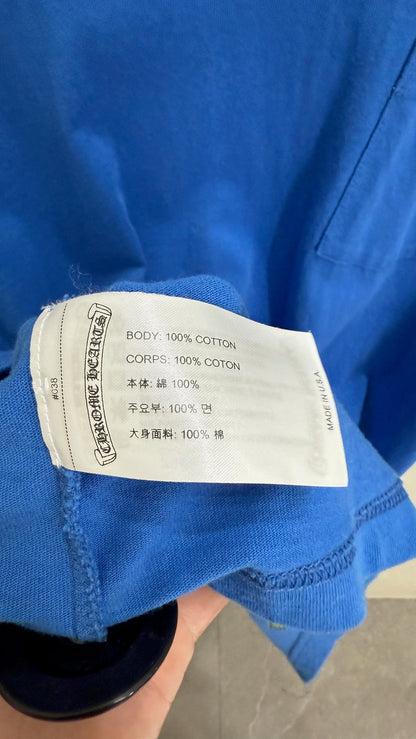 BODY: 100% COTTON
CORPS: 100% COTON
本体: 綿 100%
주요부: 100% 면
大身面料: 100% 棉
CHROME HEARTS
#038
MADE IN U.S.A